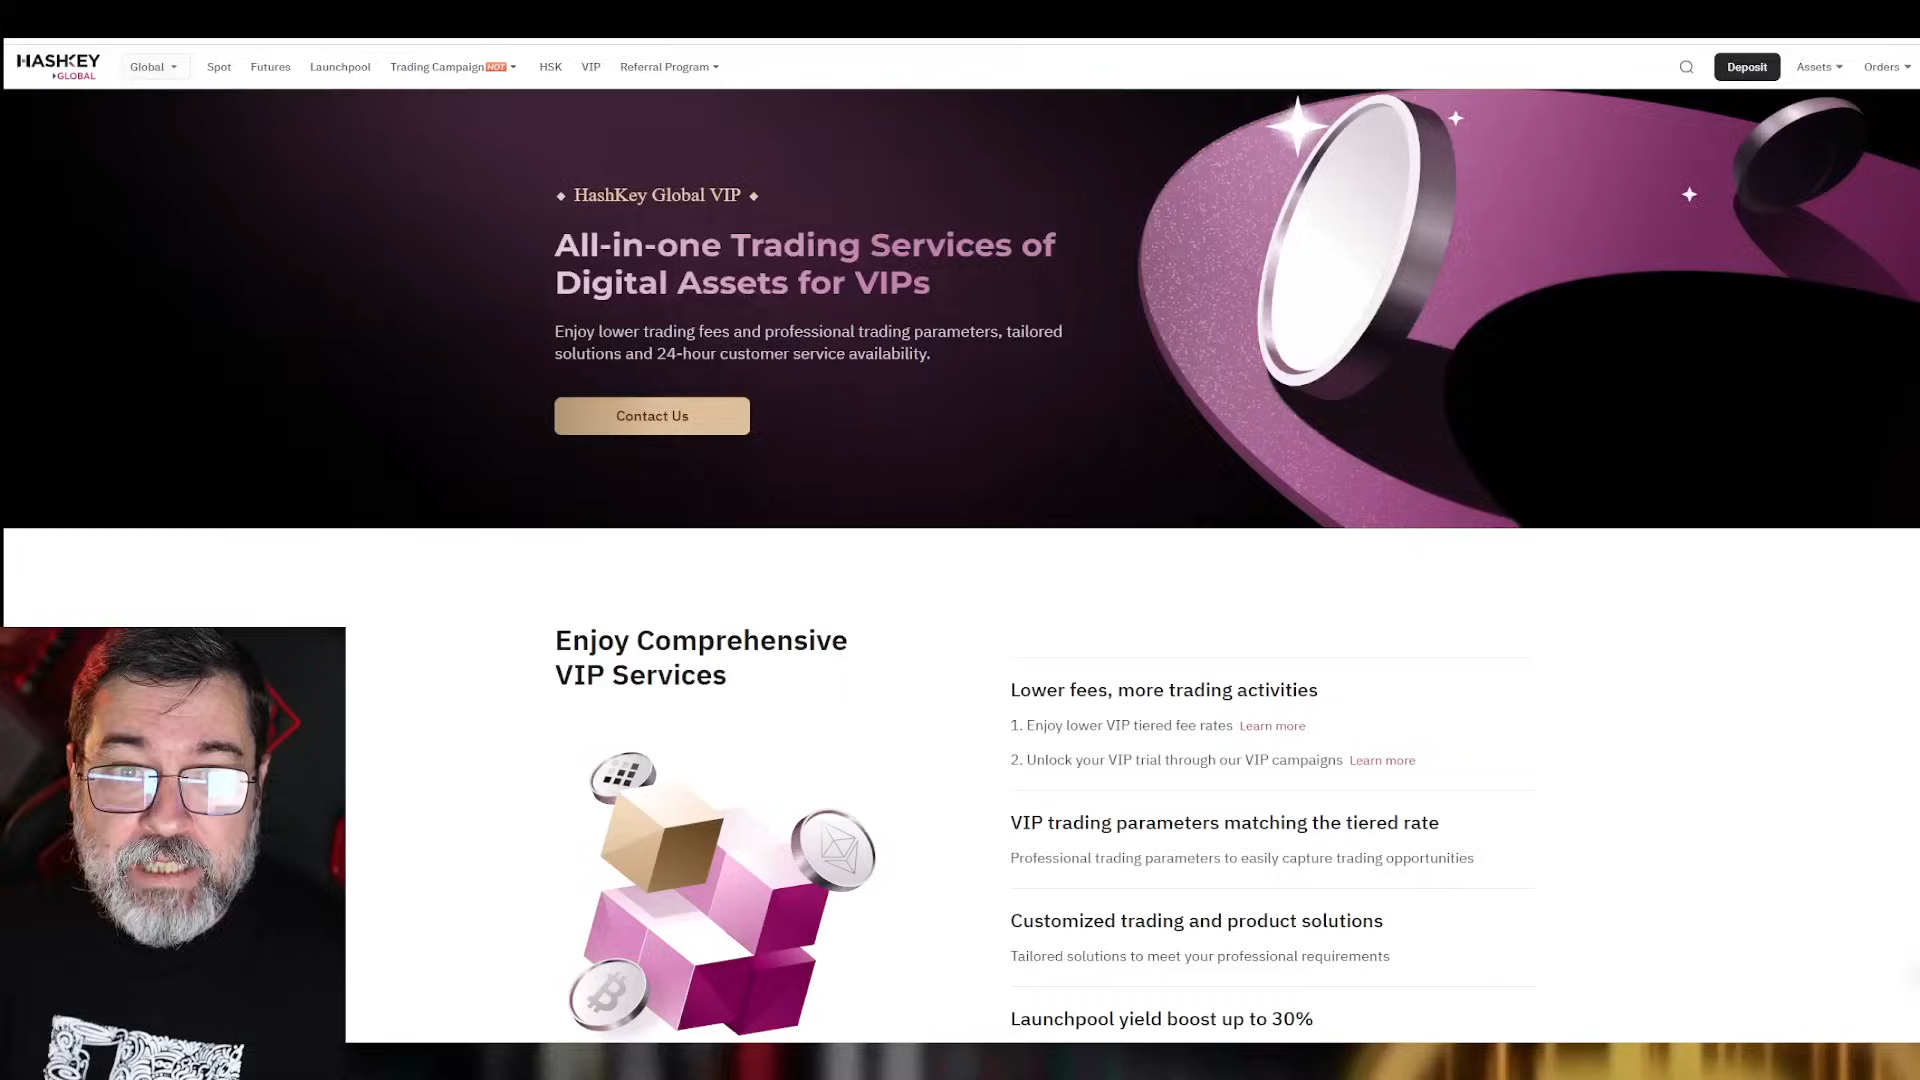 HASHKEY
GLOBAL
Global
Spot
Futures
Launchpool
Trading Campaign HOT
HSK
VIP
Referral Program
Deposit
Assets
Orders
HashKey Global VIP
All-in-one Trading Services of
Digital Assets for VIPs
Enjoy lower trading fees and professional trading parameters, tailored
solutions and 24-hour customer service availability.
Contact Us
Enjoy Comprehensive
VIP Services
Lower fees, more trading activities
1. Enjoy lower VIP tiered fee rates Learn more
2. Unlock your VIP trial through our VIP campaigns Learn more
VIP trading parameters matching the tiered rate
Professional trading parameters to easily capture trading opportunities
Customized trading and product solutions
Tailored solutions to meet your professional requirements
Launchpool yield boost up to 30%